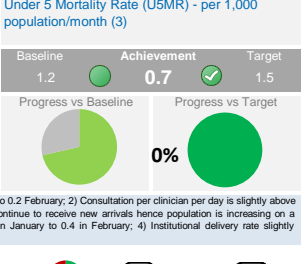 Under 5 Mortality Rate (U5MR) - per 1,000
population/month (3)
Baseline Achievement Target
1.2 0.7 1.5
Progress vs Baseline Progress vs Target
0%
o 0.2 February; 2) Consultation per clinician per day is slightly above
ontinue to receive new arrivals hence population is increasing on a
n January to 0.4 in February; 4) Institutional delivery rate slightly